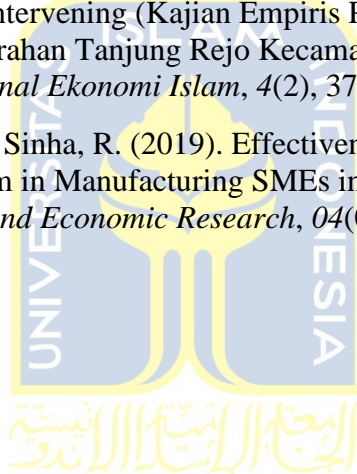 ntervening (Kajian Empiris P
rahan Tanjung Rejo Kecama
nal Ekonomi Islam, 4(2), 37
Sinha, R. (2019). Effectiven
m in Manufacturing SMEs in
nd Economic Research, 04(
UNIVERSITAS ISLAM INDONESIA